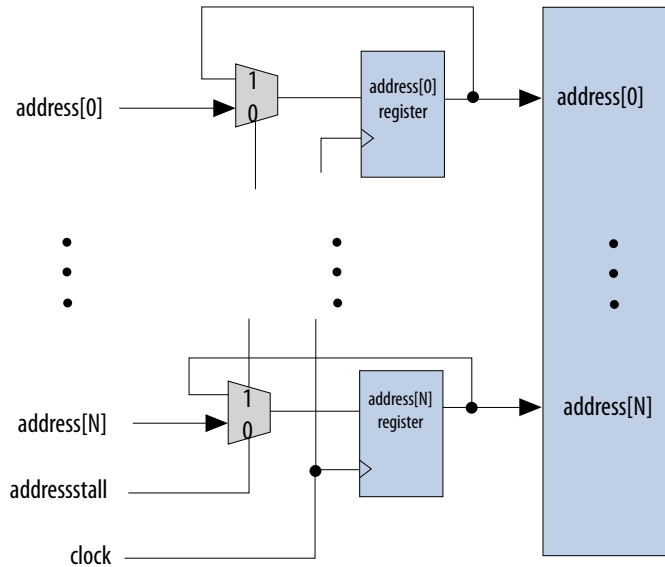 1
address[0]
0
address[0]
register
address[0]
1
address[N]
0
address[N]
register
address[N]
addressstall
clock